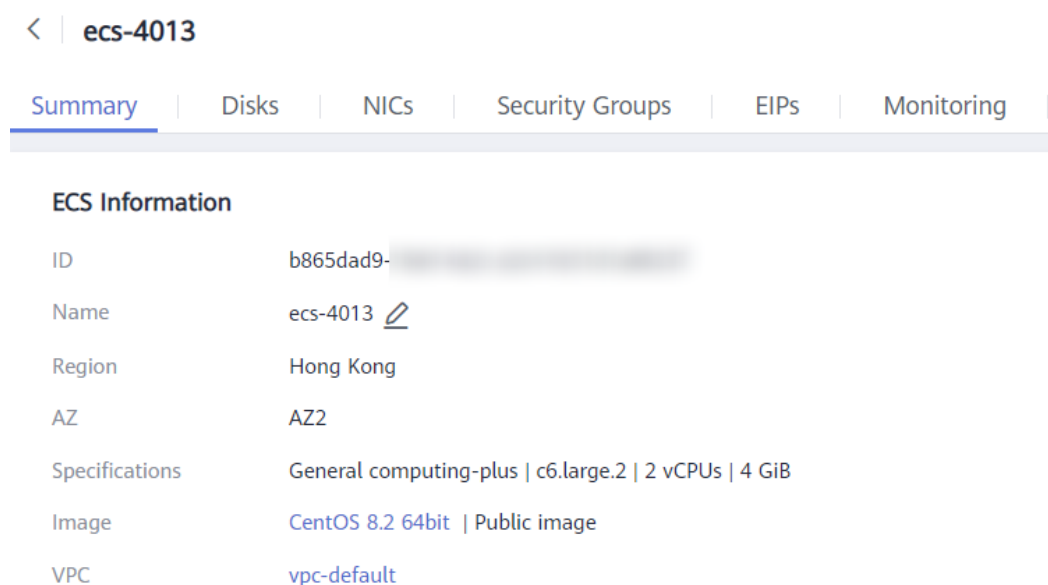 ecs-4013
Summary Disks NICs Security Groups EIPs Monitoring
ECS Information
ID b865dad9-
Name ecs-4013
Region Hong Kong
AZ AZ2
Specifications General computing-plus | c6.large.2 | 2 vCPUs | 4 GiB
Image CentOS 8.2 64bit | Public image
VPC vpc-default